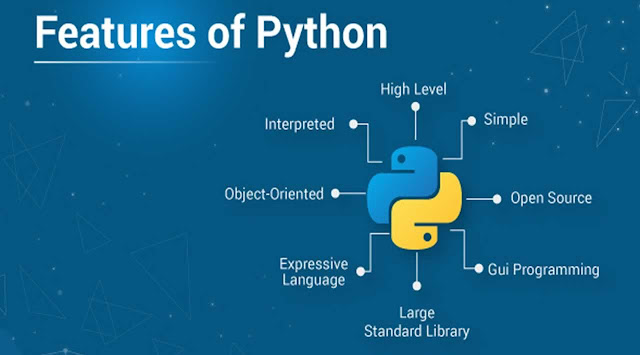 Features of Python
High Level
Interpreted
Simple
Object-Oriented
Open Source
Expressive
Language
Gui Programming
Large
Standard Library